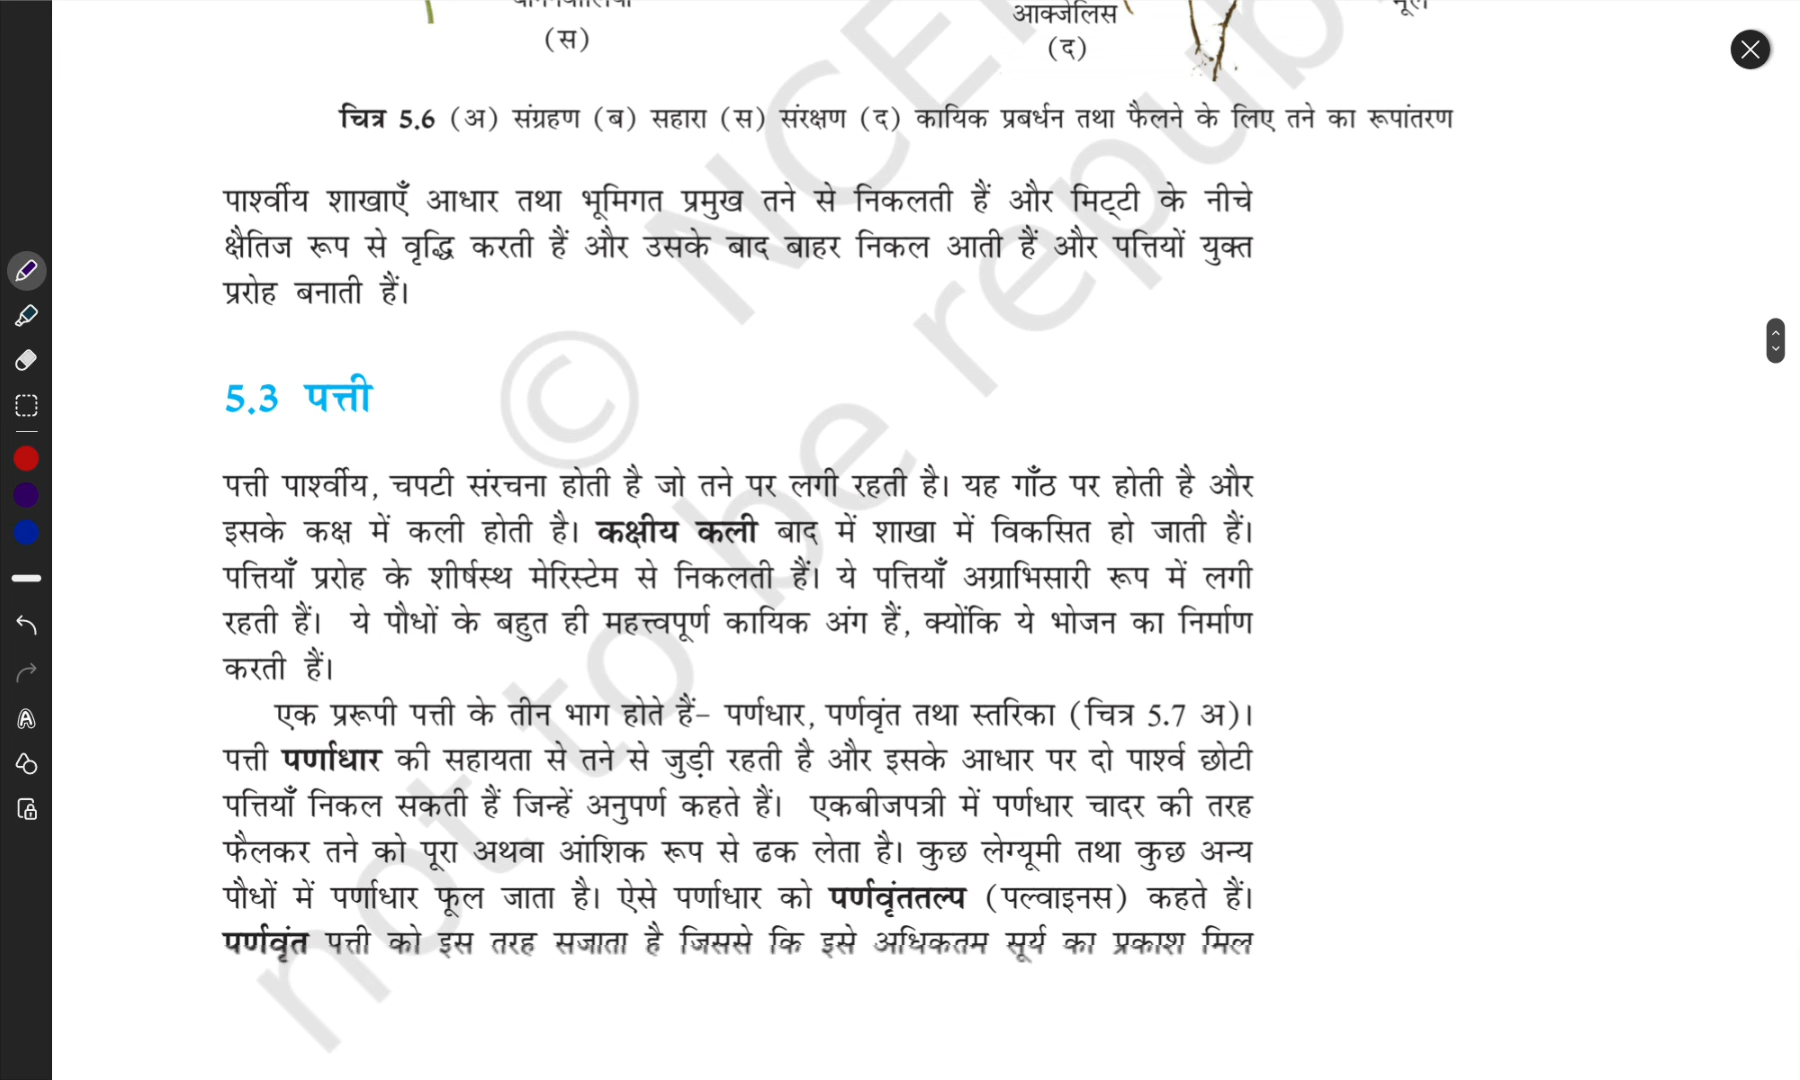 आक्जेलिस
(स)
(द)
चित्र 5.6 (अ) संग्रहण (ब) सहारा (स) संरक्षण (द) कायिक प्रबर्धन तथा फैलने के लिए तने का रूपांतरण
पार्श्वीय शाखाएँ आधार तथा भूमिगत प्रमुख तने से निकलती हैं और मिट्टी के नीचे
क्षैतिज रूप से वृद्धि करती हैं और उसके बाद बाहर निकल आती हैं और पत्तियों युक्त
प्ररोह बनाती हैं।
5.3 पत्ती
पत्ती पार्श्वीय, चपटी संरचना होती है जो तने पर लगी रहती है। यह गाँठ पर होती है और
इसके कक्ष में कली होती है। कक्षीय कली बाद में शाखा में विकसित हो जाती हैं।
पत्तियाँ प्ररोह के शीर्षस्थ मेरिस्टेम से निकलती हैं। ये पत्तियाँ अग्राभिसारी रूप में लगी
रहती हैं। ये पौधों के बहुत ही महत्त्वपूर्ण कायिक अंग हैं, क्योंकि ये भोजन का निर्माण
करती हैं।
एक प्ररूपी पत्ती के तीन भाग होते हैं– पर्णधार, पर्णवृंत तथा स्तरिका (चित्र 5.7 अ)।
पत्ती पर्णाधार की सहायता से तने से जुड़ी रहती है और इसके आधार पर दो पार्श्व छोटी
पत्तियाँ निकल सकती हैं जिन्हें अनुपर्ण कहते हैं। एकबीजपत्री में पर्णधार चादर की तरह
फैलकर तने को पूरा अथवा आंशिक रूप से ढक लेता है। कुछ लेग्यूमी तथा कुछ अन्य
पौधों में पर्णाधार फूल जाता है। ऐसे पर्णाधार को पर्णवृंततल्प (पल्वाइनस) कहते हैं।
पर्णवृंत पत्ती को इस तरह सजाता है जिससे कि इसे अधिकतम सूर्य का प्रकाश मिल
© NCE
not to be repub